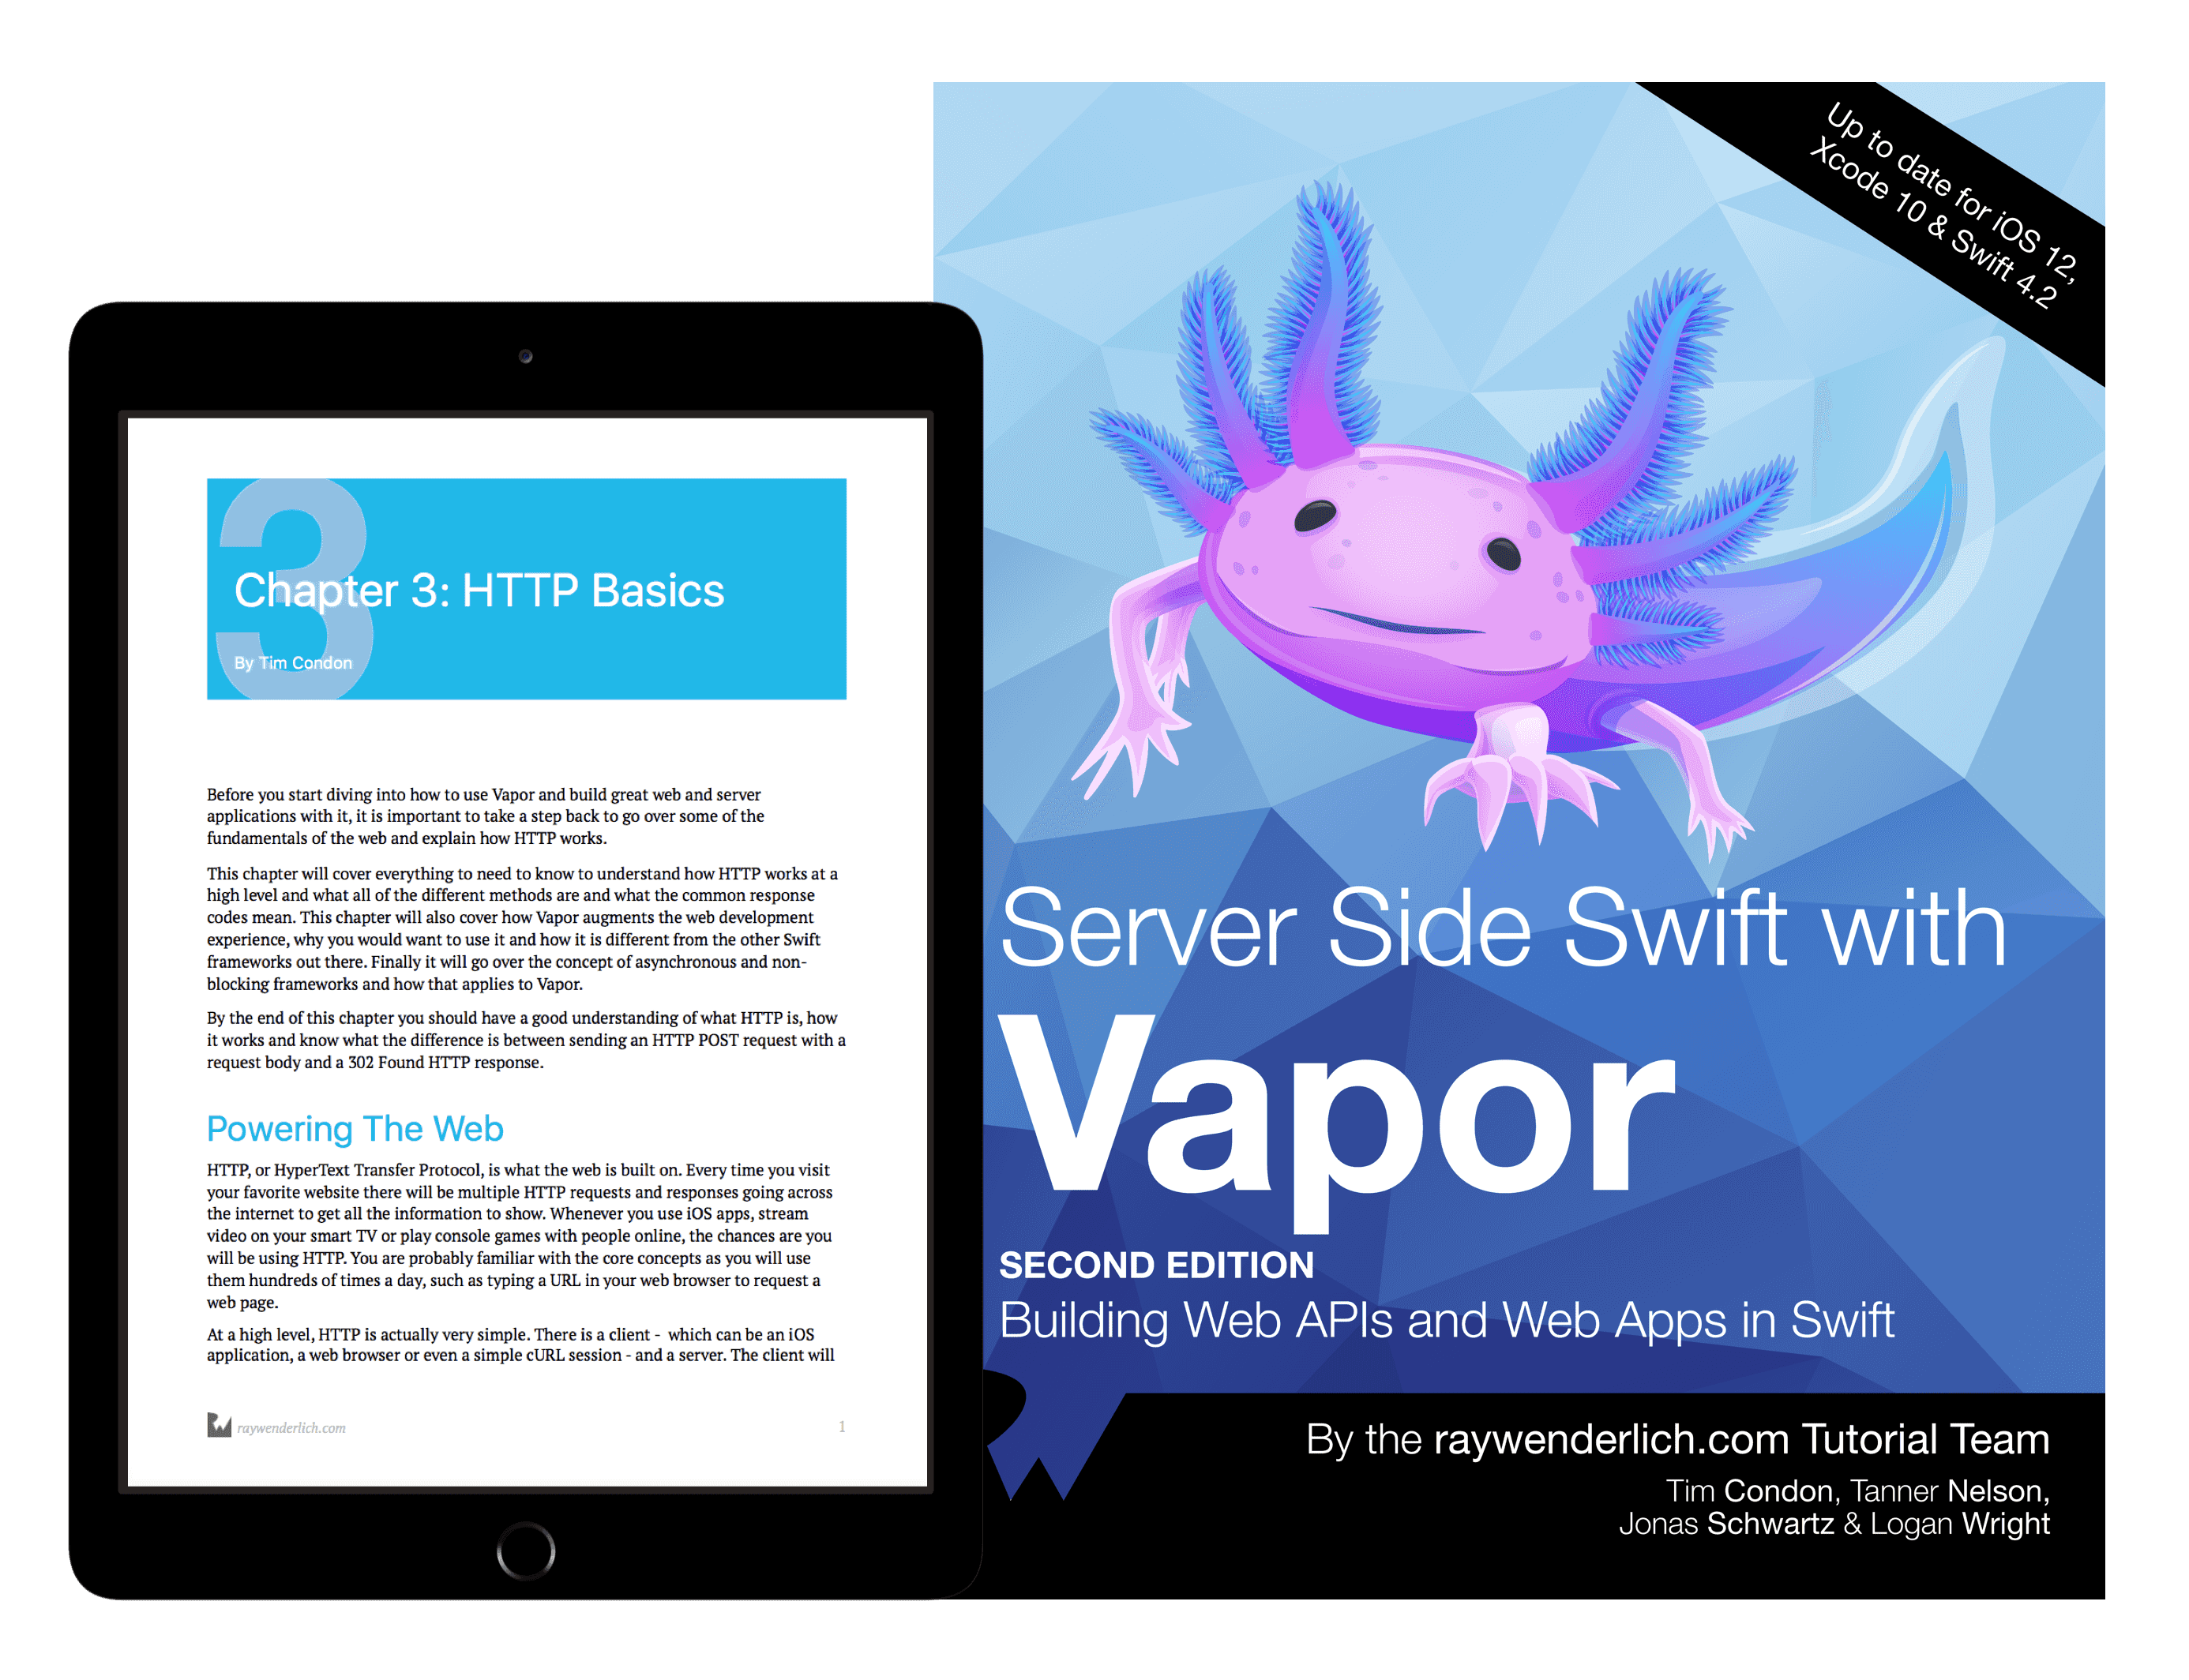 3
Chapter 3: HTTP Basics
By Tim Condon
Before you start diving into how to use Vapor and build great web and server
applications with it, it is important to take a step back to go over some of the
fundamentals of the web and explain how HTTP works.
This chapter will cover everything to need to know to understand how HTTP works at a
high level and what all of the different methods are and what the common response
codes mean. This chapter will also cover how Vapor augments the web development
experience, why you would want to use it and how it is different from the other Swift
frameworks out there. Finally it will go over the concept of asynchronous and non-
blocking frameworks and how that applies to Vapor.
By the end of this chapter you should have a good understanding of what HTTP is, how
it works and know what the difference is between sending an HTTP POST request with a
request body and a 302 Found HTTP response.
Powering The Web
HTTP, or HyperText Transfer Protocol, is what the web is built on. Every time you visit
your favorite website there will be multiple HTTP requests and responses going across
the internet to get all the information to show. Whenever you use iOS apps, stream
video on your smart TV or play console games with people online, the chances are you
will be using HTTP. You are probably familiar with the core concepts as you will use
them hundreds of times a day, such as typing a URL in your web browser to request a
web page.
At a high level, HTTP is actually very simple. There is a client - which can be an iOS
application, a web browser or even a simple cURL session - and a server. The client will
raywenderlich.com
1
Up to date for iOS 12,
Xcode 10 & Swift 4.2
Server Side Swift with
Vapor
SECOND EDITION
Building Web APIs and Web Apps in Swift
By the raywenderlich.com Tutorial Team
Tim Condon, Tanner Nelson,
Jonas Schwartz & Logan Wright